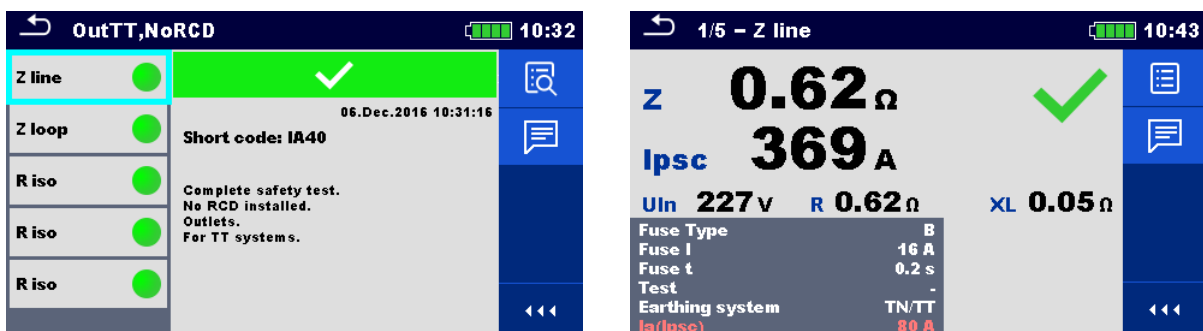 OutTT,NoRCD
10:32
Z line
Z loop
R iso
R iso
R iso
06.Dec.2016 10:31:16
Short code: IA40
Complete safety test.
No RCD installed.
Outlets.
For TT systems.
1/5 – Z line
10:43
Z 0.62 Ω
Ipsc 369 A
Uln 227 V R 0.62 Ω XL 0.05 Ω
Fuse Type B
Fuse I 16 A
Fuse t 0.2 s
Test -
Earthing system TN/TT
Ia(Ipsc) 80 A